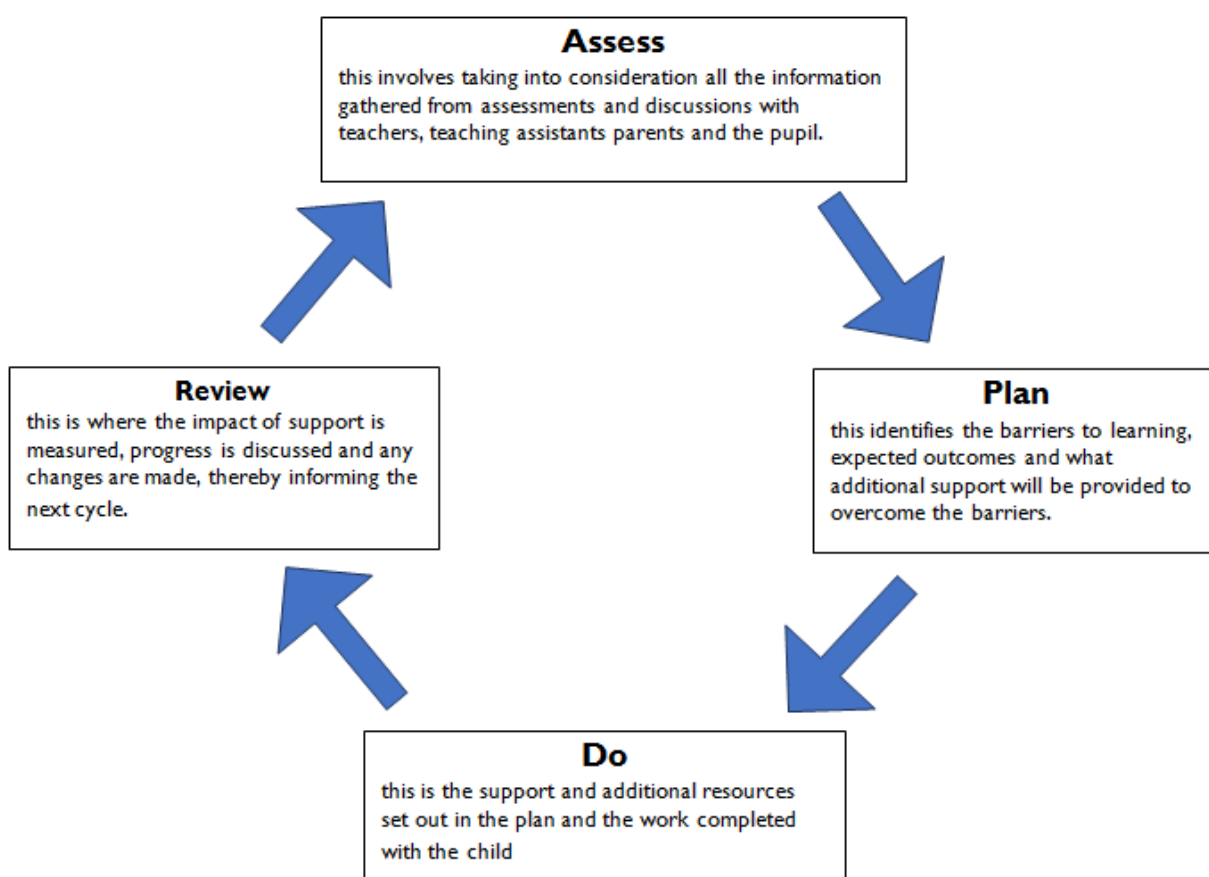 Assess
this involves taking into consideration all the information
gathered from assessments and discussions with
teachers, teaching assistants parents and the pupil.
Plan
this identifies the barriers to learning,
expected outcomes and what
additional support will be provided to
overcome the barriers.
Do
this is the support and additional resources
set out in the plan and the work completed
with the child
Review
this is where the impact of support is
measured, progress is discussed and any
changes are made, thereby informing the
next cycle.